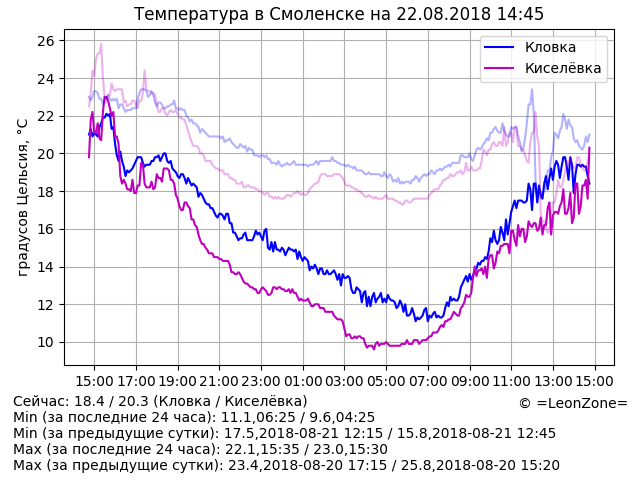 Температура в Смоленске на 22.08.2018 14:45
Кловка
Киселёвка
градусов Цельсия, °C
26
24
22
20
18
16
14
12
10
15:00 17:00 19:00 21:00 23:00 01:00 03:00 05:00 07:00 09:00 11:00 13:00 15:00
Сейчас: 18.4 / 20.3 (Кловка / Киселёвка)
© =LeonZone=
Min (за последние 24 часа): 11.1,06:25 / 9.6,04:25
Min (за предыдущие сутки): 17.5,2018-08-21 12:15 / 15.8,2018-08-21 12:45
Max (за последние 24 часа): 22.1,15:35 / 23.0,15:30
Max (за предыдущие сутки): 23.4,2018-08-20 17:15 / 25.8,2018-08-20 15:20